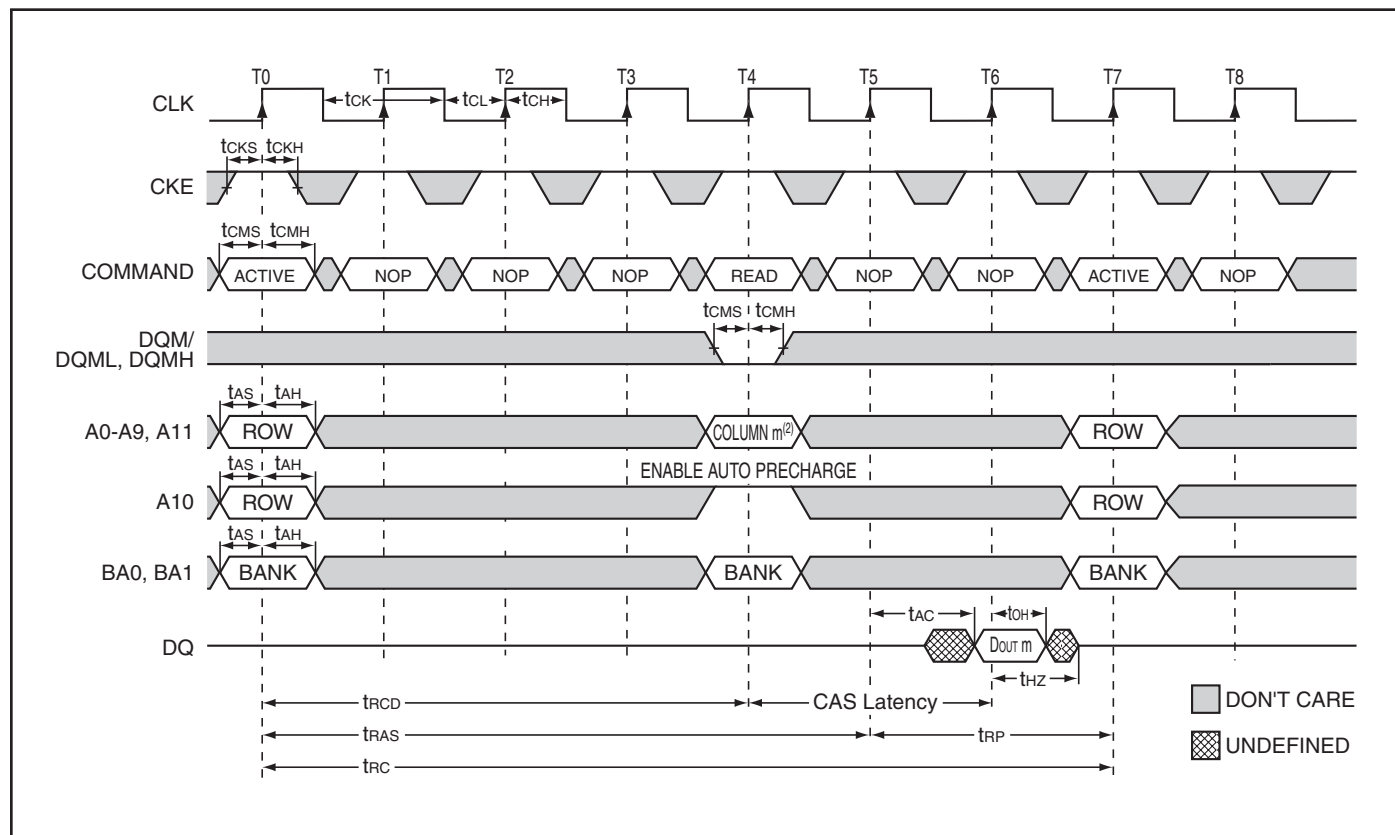 T0 T1 T2 T3 T4 T5 T6 T7 T8
CLK tCK tCL tCH
tCKS tCKH
CKE
tCMS tCMH
COMMAND ACTIVE NOP NOP NOP READ NOP NOP ACTIVE NOP
tCMS tCMH
DQM/
DQML, DQMH
tAS tAH
A0-A9, A11 ROW COLUMN m(2) ROW
tAS tAH ENABLE AUTO PRECHARGE
A10 ROW ROW
tAS tAH
BA0, BA1 BANK BANK BANK
tAC tOH
DQ DOUT m
tHZ
tRCD CAS Latency
DON'T CARE
tRAS tRP
UNDEFINED
tRC